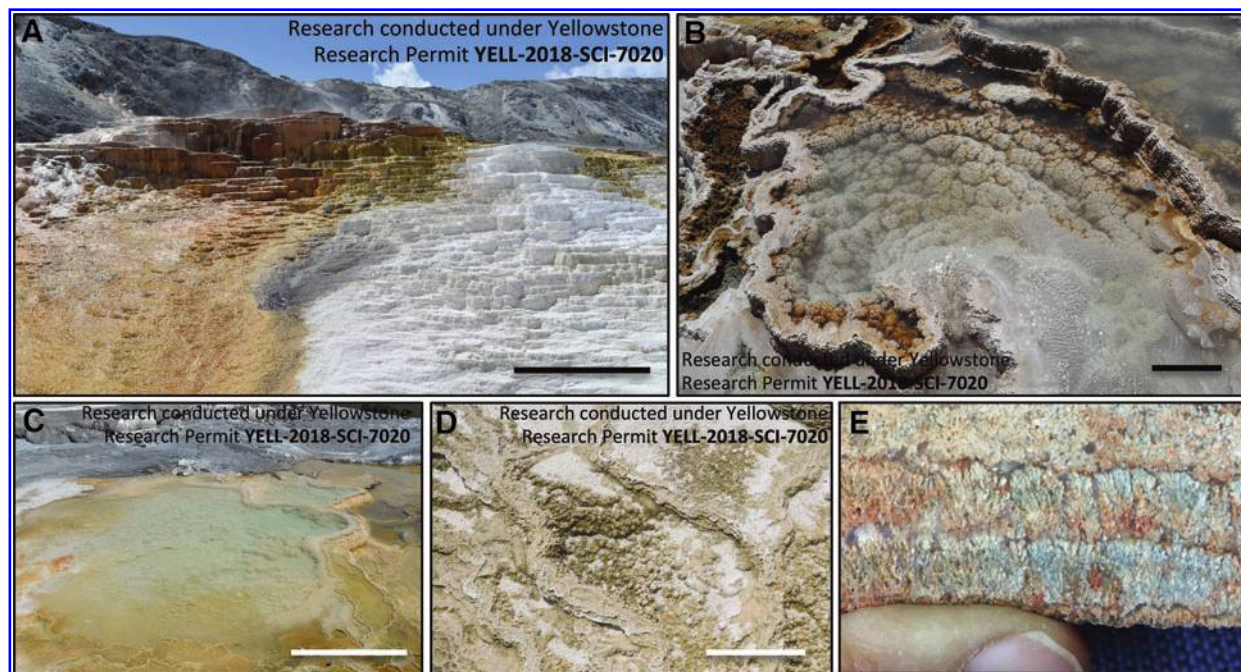 A
Research conducted under Yellowstone
Research Permit YELL-2018-SCI-7020
B
Research conducted under Yellowstone
Research Permit YELL-2018-SCI-7020
C
Research conducted under Yellowstone
Research Permit YELL-2018-SCI-7020
D
Research conducted under Yellowstone
Research Permit YELL-2018-SCI-7020
E